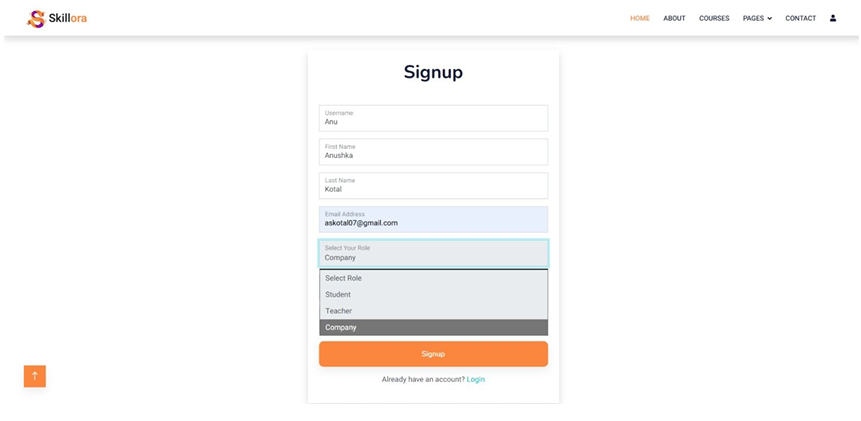 Skillora
HOME ABOUT COURSES PAGES CONTACT
Signup
Username
Anu
First Name
Anushka
Last Name
Kotal
Email Address
askotal07@gmail.com
Select Your Role
Company
Select Role
Student
Teacher
Company
Signup
Already have an account? Login